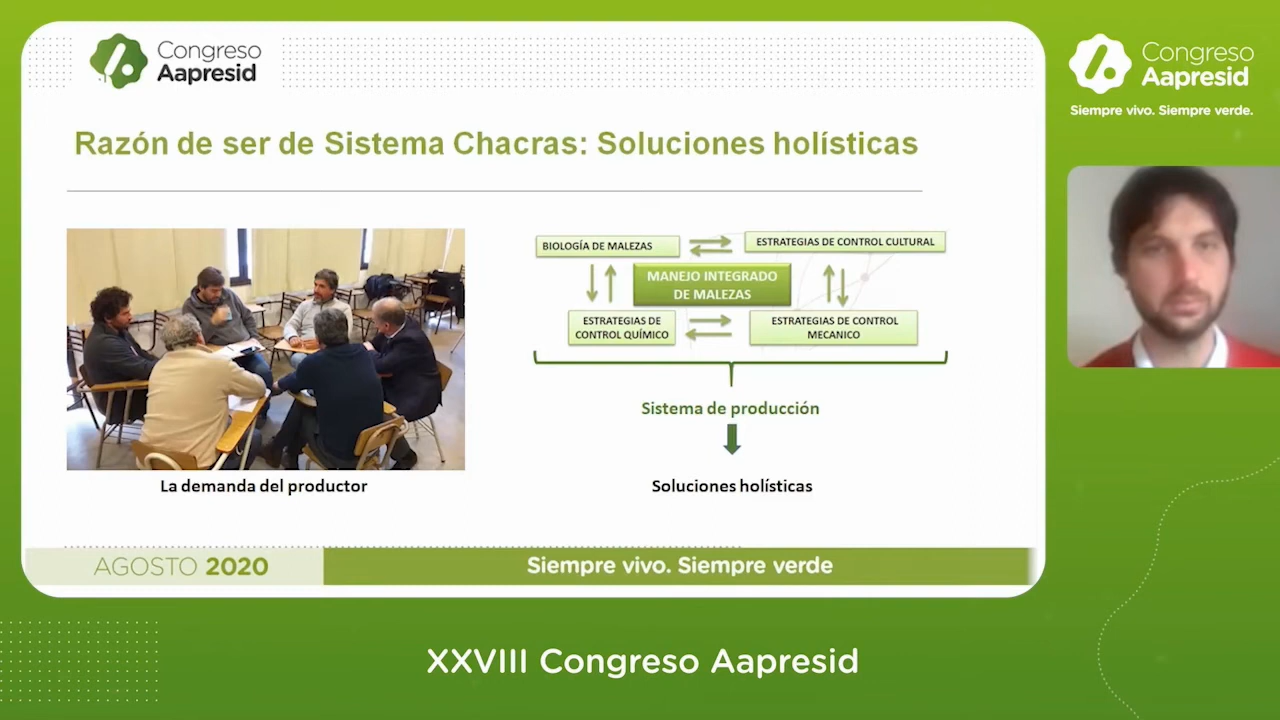 Congreso
Aapresid
Congreso
Aapresid
Siempre vivo. Siempre verde.
Razón de ser de Sistema Chacras: Soluciones holísticas
BIOLOGÍA DE MALEZAS
ESTRATEGIAS DE CONTROL CULTURAL
MANEJO INTEGRADO
DE MALEZAS
ESTRATEGIAS DE
CONTROL QUÍMICO
ESTRATEGIAS DE CONTROL
MECANICO
Sistema de producción
Soluciones holísticas
La demanda del productor
AGOSTO 2020
Siempre vivo. Siempre verde
XXVIII Congreso Aapresid